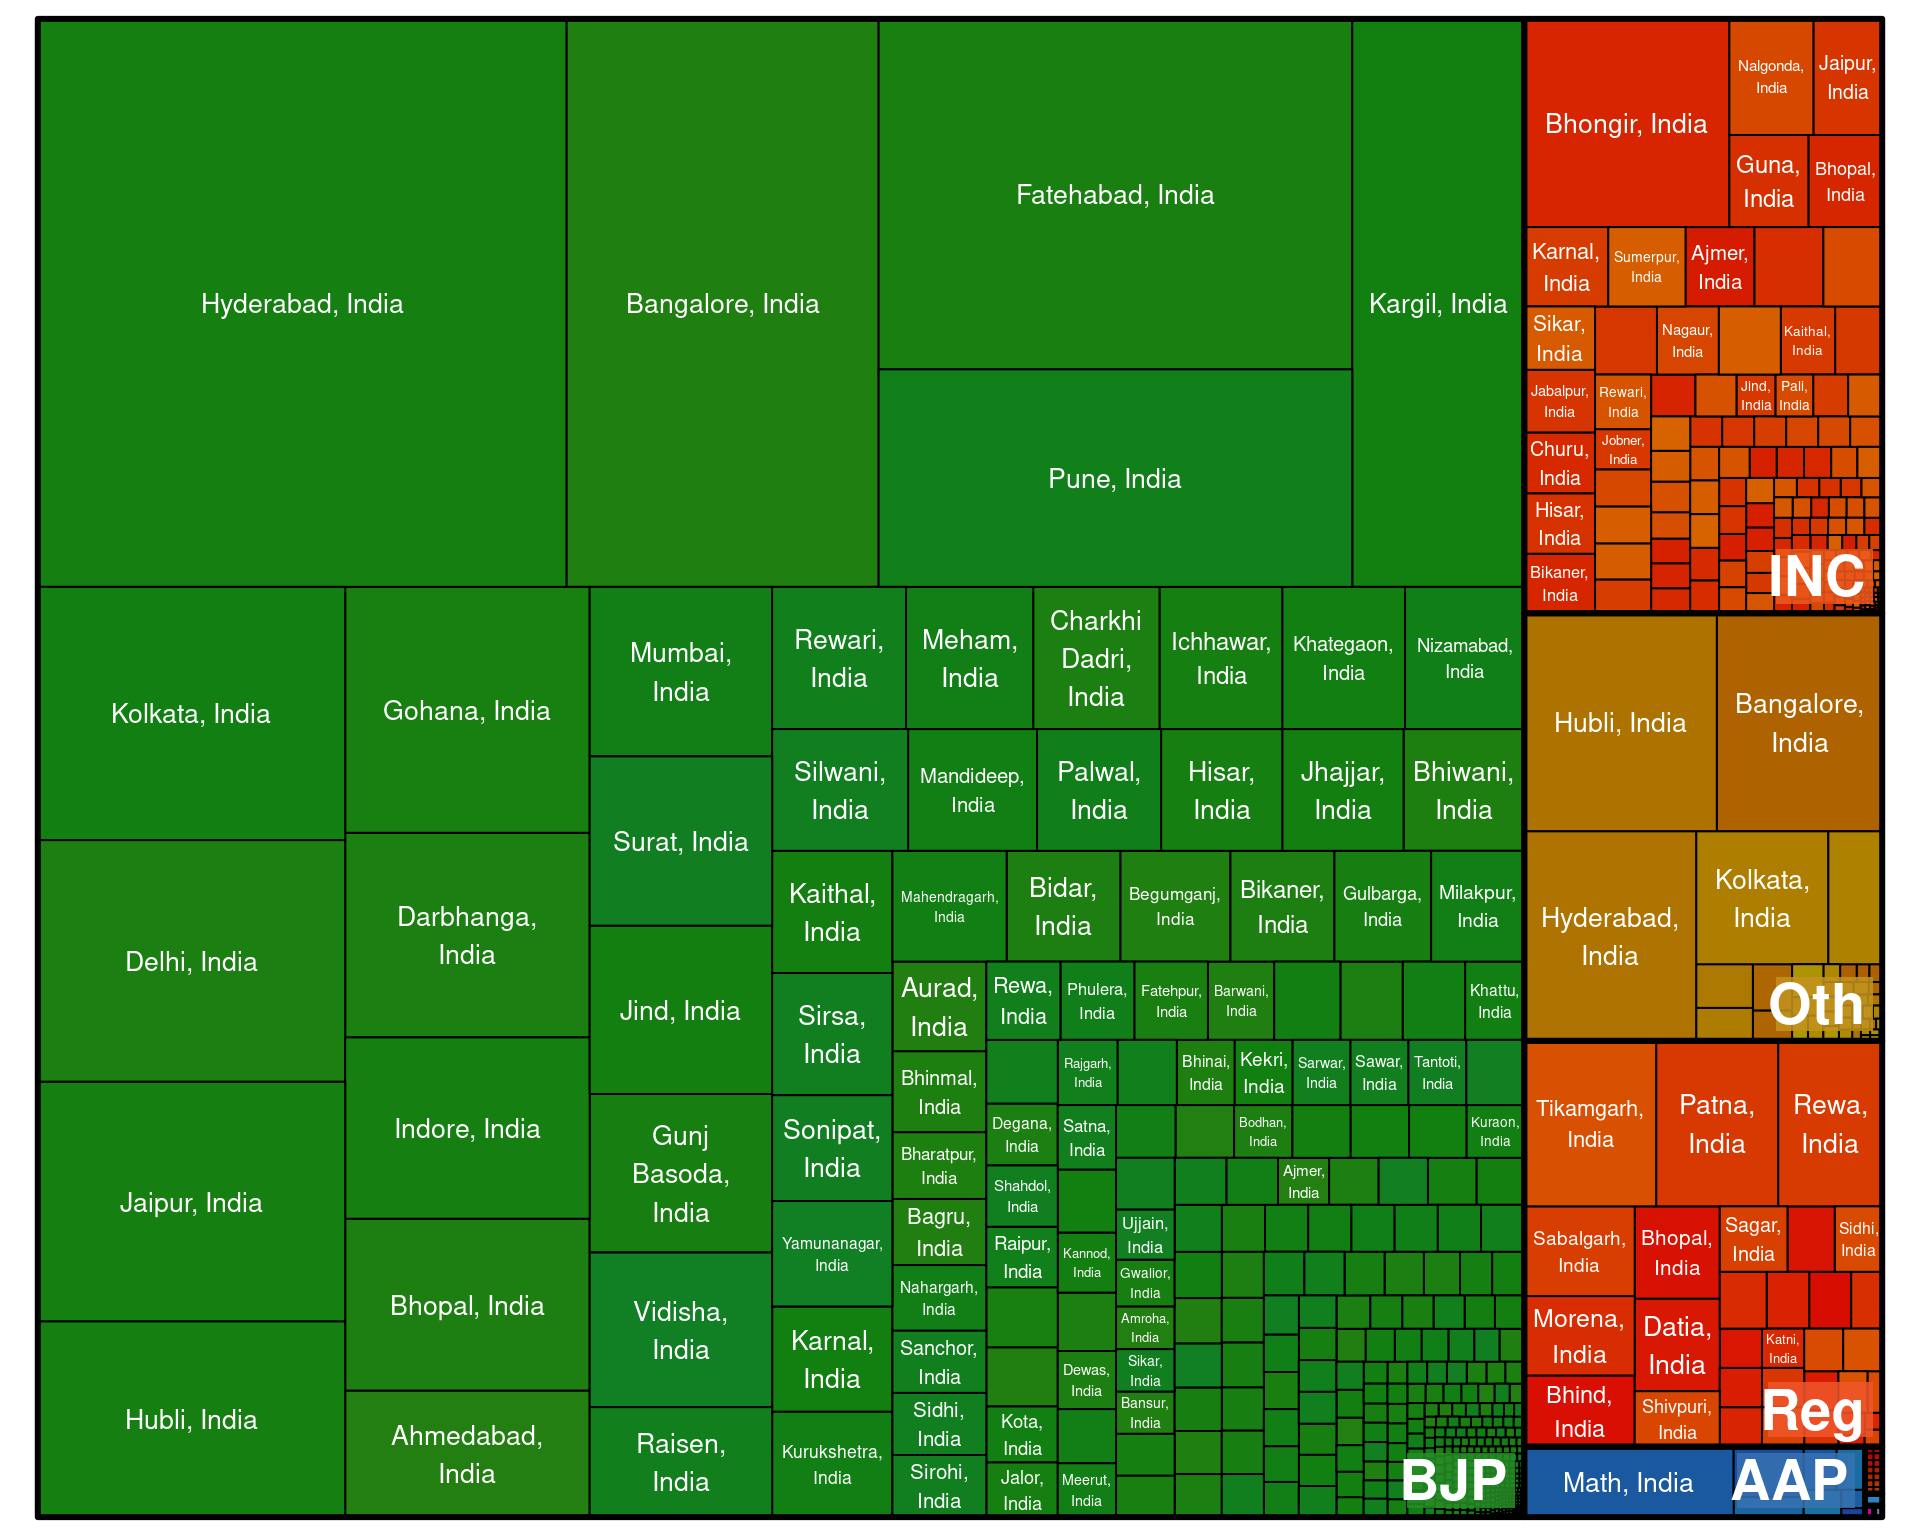 Hyderabad, India
Bangalore, India
Fatehabad, India
Pune, India
Kargil, India
Kolkata, India
Delhi, India
Jaipur, India
Hubli, India
Gohana, India
Darbhanga,
India
Indore, India
Bhopal, India
Ahmedabad,
India
Mumbai,
India
Surat, India
Jind, India
Gunj
Basoda,
India
Vidisha,
India
Raisen,
India
Rewari,
India
Meham,
India
Charkhi
Dadri,
India
Ichhawar,
India
Khategaon,
India
Nizamabad,
India
Silwani,
India
Mandideep,
India
Palwal,
India
Hisar,
India
Jhajjar,
India
Bhiwani,
India
Kaithal,
India
Sirsa,
India
Sonipat,
India
Yamunanagar,
India
Karnal,
India
Kurukshetra,
India
Mahendragarh,
India
Bidar,
India
Begumganj,
India
Bikaner,
India
Gulbarga,
India
Milakpur,
India
Aurad,
India
Bhinmal,
India
Bharatpur,
India
Bagru,
India
Nahargarh,
India
Sanchor,
India
Sidhi,
India
Sirohi,
India
Rewa,
India
Phulera,
India
Fatehpur,
India
Barwani,
India
Khattu,
India
Degana,
India
Shahdol,
India
Raipur,
India
Kota,
India
Jalor,
India
Rajgarh,
India
Bhinai,
India
Kekri,
India
Sarwar,
India
Sawar,
India
Tantoti,
India
Satna,
India
Bodhan,
India
Kuraon,
India
Kannod,
India
Dewas,
India
Meerut,
India
Ajmer,
India
Ujjain,
India
Gwalior,
India
Amroha,
India
Sikar,
India
Bansur,
India
BJP
Bhongir, India
Nalgonda,
India
Jaipur,
India
Guna,
India
Bhopal,
India
Karnal,
India
Sumerpur,
India
Ajmer,
India
Sikar,
India
Nagaur,
India
Kaithal,
India
Jabalpur,
India
Rewari,
India
Jind,
India
Pali,
India
Churu,
India
Jobner,
India
Hisar,
India
Bikaner,
India
INC
Hubli, India
Bangalore,
India
Hyderabad,
India
Kolkata,
India
Oth
Tikamgarh,
India
Patna,
India
Rewa,
India
Sabalgarh,
India
Bhopal,
India
Sagar,
India
Sidhi,
India
Morena,
India
Datia,
India
Katni,
India
Bhind,
India
Shivpuri,
India
Reg
Math, India
AAP